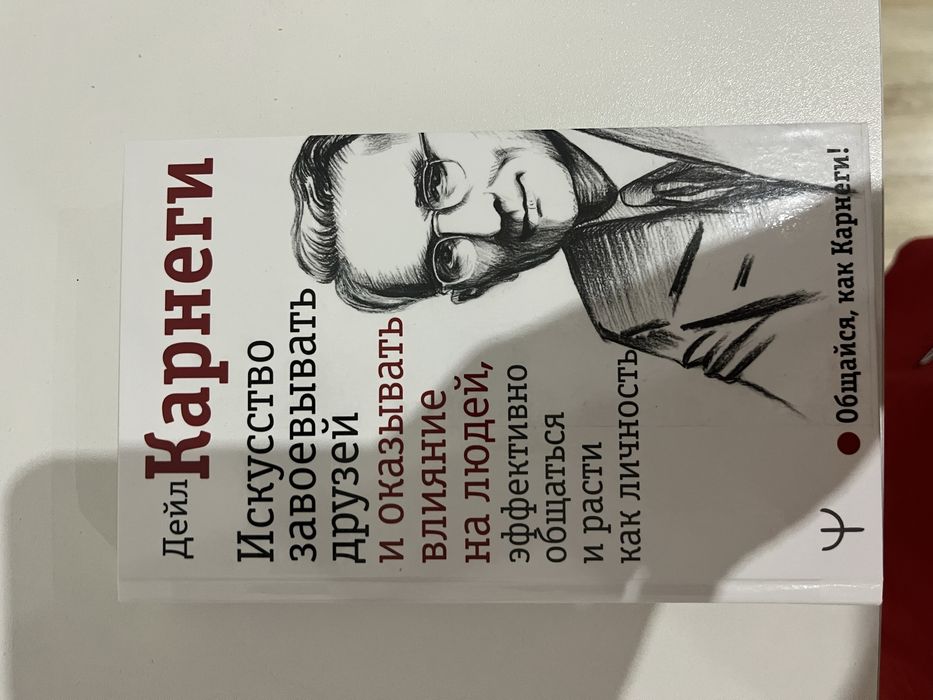 Дейл
Карнеги
Искусство
завоевывать
друзей
и оказывать
влияние
на людей,
эффективно
общаться
и расти
как личность
Общайся, как Карнеги!